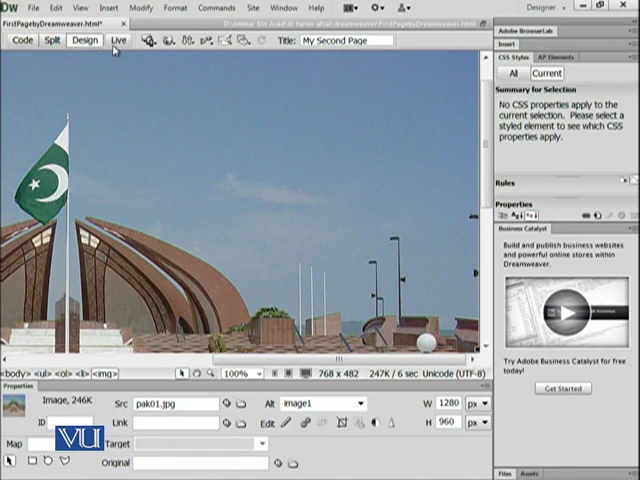 Dw File Edit View Insert Modify Format Commands Site Window Help Designer
FirstPagebyDreamweaver.html*
Adobe BrowserLab
Code Split Design Live Title: My Second Page
Insert
CSS Styles AP Elements
All Current
Summary for Selection
No CSS properties apply to the
current selection. Please select a
styled element to see which CSS
properties apply.
Rules
Properties
Business Catalyst
Build and publish business websites
and powerful online stores within
Dreamweaver.
Try Adobe Business Catalyst for free
today!
Get Started
<body> <ul> <ol> <li> <img> 100% 768 x 482 247K / 6 sec Unicode (UTF-8)
Properties
Image, 246K Src pak01.jpg Alt image1 W 1280 px
ID Link Edit H 960 px
Map VU Target
Original
Files Assets